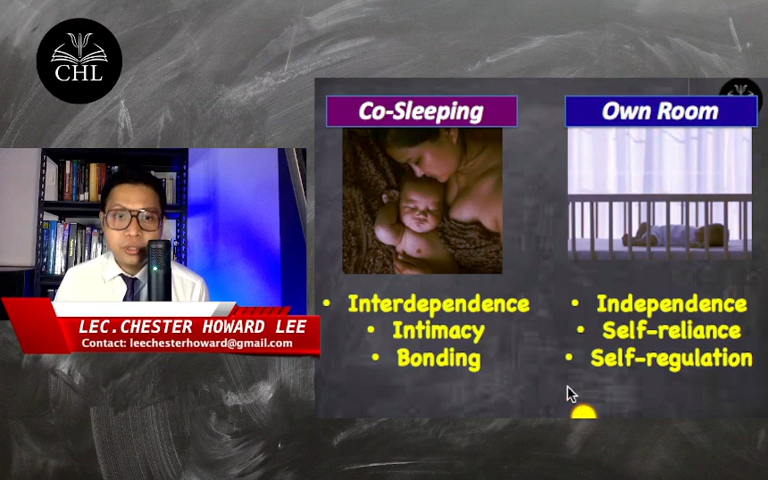 CHL
LEC.CHESTER HOWARD LEE
Contact: leechesterhoward@gmail.com
Co-Sleeping
• Interdependence
• Intimacy
• Bonding
Own Room
• Independence
• Self-reliance
• Self-regulation